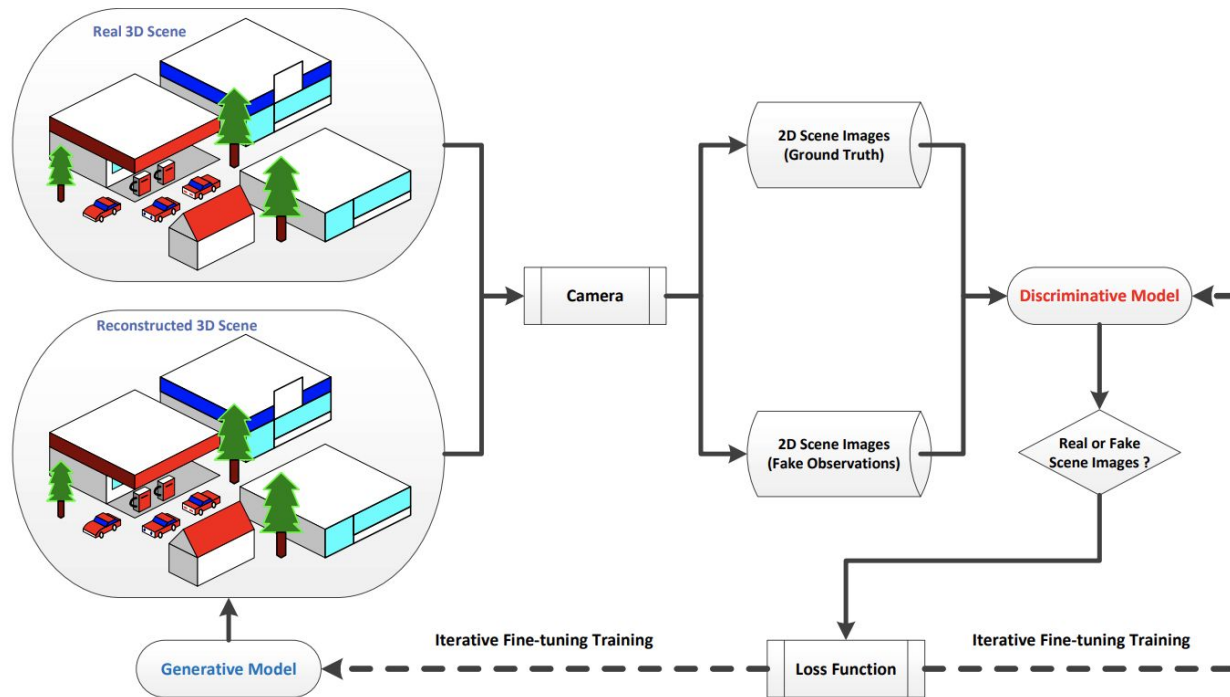 Real 3D Scene
Reconstructed 3D Scene
Generative Model
Camera
2D Scene Images
(Ground Truth)
2D Scene Images
(Fake Observations)
Discriminative Model
Real or Fake
Scene Images ?
Iterative Fine-tuning Training
Loss Function
Iterative Fine-tuning Training